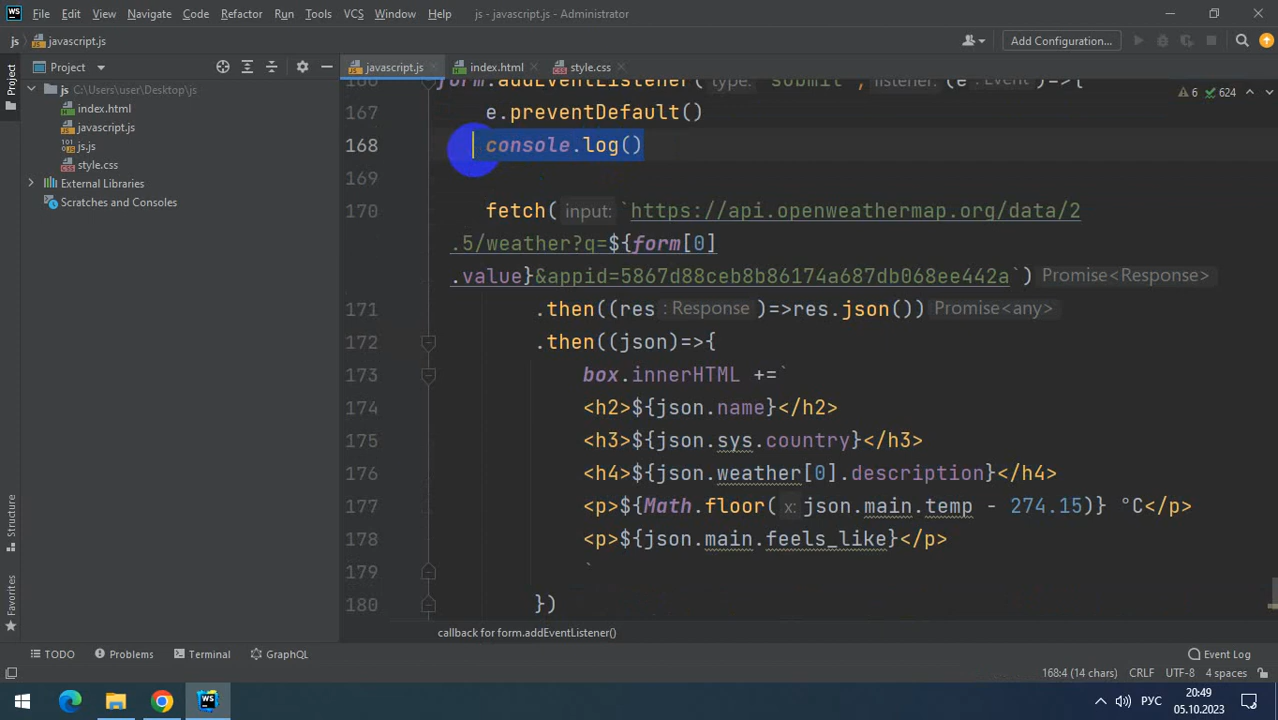 WS File Edit View Navigate Code Refactor Run Tools VCS Window Help js - javascript.js - Administrator
js javascript.js Add Configuration...
Project javascript.js index.html style.css
Project
js C:\Users\user\Desktop\js
index.html
javascript.js
js.js
style.css
External Libraries
Scratches and Consoles
Structure
Favorites
6 624
166 form.addEventListener( type: "submit" , listener: (e : Event )=>{
167 e.preventDefault()
168 console.log()
169
170 fetch( input: `https://api.openweathermap.org/data/2
.5/weather?q=${form[0]
.value}&appid=5867d88ceb8b86174a687db068ee442a`) Promise<Response>
171 .then((res : Response )=>res.json()) Promise<any>
172 .then((json)=>{
173 box.innerHTML +=`
174 <h2>${json.name}</h2>
175 <h3>${json.sys.country}</h3>
176 <h4>${json.weather[0].description}</h4>
177 <p>${Math.floor( x: json.main.temp - 274.15)} °C</p>
178 <p>${json.main.feels_like}</p>
179 `
180 })
callback for form.addEventListener()
TODO Problems Terminal GraphQL Event Log
168:4 (14 chars) CRLF UTF-8 4 spaces
WS РУС 20:49
05.10.2023